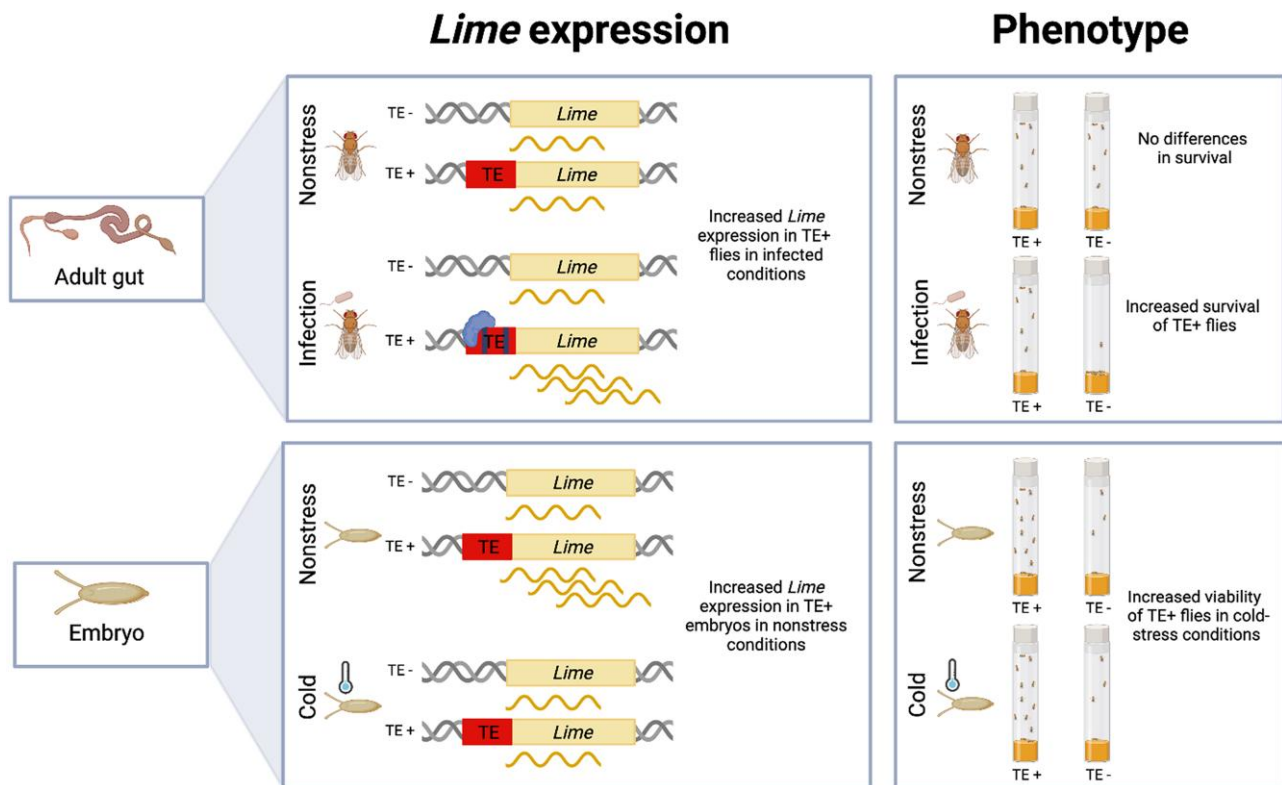 Lime expression
Phenotype
Adult gut
Nonstress
TE -
Lime
TE +
TE
Lime
Infection
TE -
Lime
TE +
TE
Lime
Increased Lime
expression in TE+
flies in infected
conditions
Nonstress
TE +
TE -
No differences
in survival
Infection
TE +
TE -
Increased survival
of TE+ flies
Embryo
Nonstress
TE -
Lime
TE +
TE
Lime
Cold
TE -
Lime
TE +
TE
Lime
Increased Lime
expression in TE+
embryos in nonstress
conditions
Nonstress
TE +
TE -
Cold
TE +
TE -
Increased viability
of TE+ flies in cold-
stress conditions